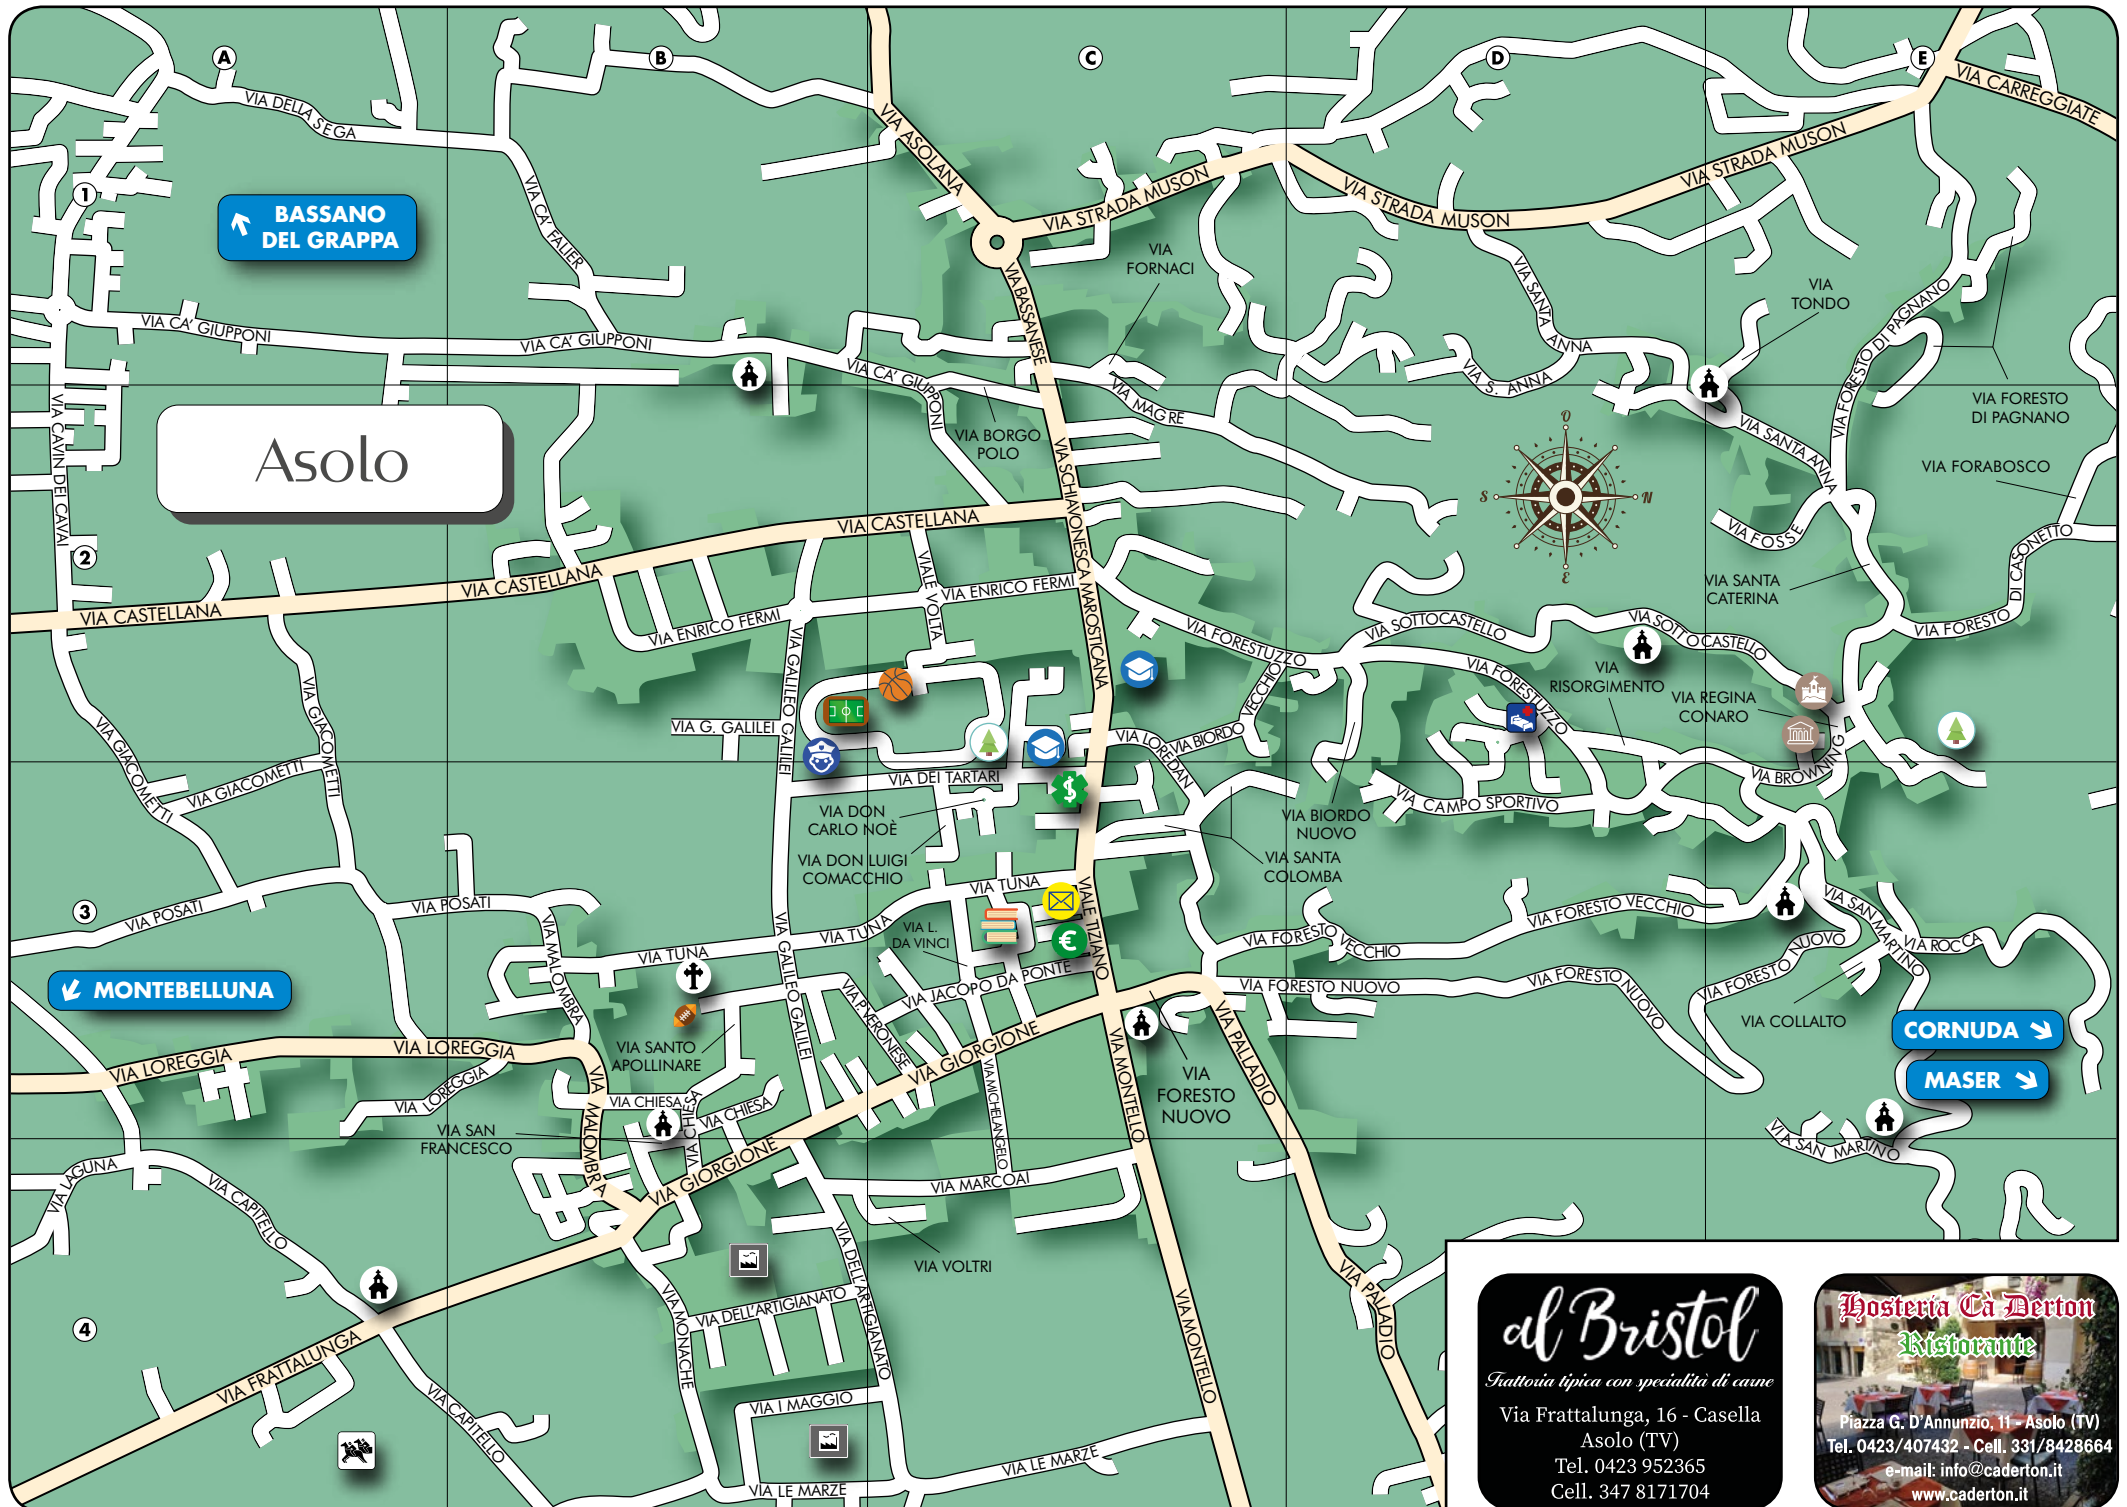 A
B
C
D
E
1
2
3
4
VIA DELLA SEGA
BASSANO
DEL GRAPPA
VIA CA' FALIER
VIA ASOLANA
VIA STRADA MUSON
VIA STRADA MUSON
VIA STRADA MUSON
VIA CARREGGIATE
VIA
FORNACI
VIA BASSANESE
VIA SANTA ANNA
VIA
TONDO
VIA FORESTO DI PAGNANO
VIA CA' GIUPPONI
VIA CA' GIUPPONI
VIA CA' GIUPPONI
VIA S. ANNA
VIA FORESTO
DI PAGNANO
VIA CAVIN DEI CAVAI
Asolo
VIA BORGO
POLO
VIA MAGRE
VIA SANTA ANNA
VIA FORABOSCO
O
S
N
E
VIA SCHIAVONESCA MAROSTICANA
VIA CASTELLANA
VIA CASTELLANA
VIA CASTELLANA
VIA FOSSE
VIALE VOLTA
VIA ENRICO FERMI
VIA ENRICO FERMI
VIA SANTA
CATERINA
VIA FORESTO DI CASONETTO
VIA FORESTUZZO
VIA SOTTOCASTELLO
VIA SOTTOCASTELLO
VIA GALILEO GALILEI
VIA G. GALILEI
VIA FORESTUZZO
VIA
RISORGIMENTO
VIA REGINA
CONARO
VIA GIACOMETTI
VIA GIACOMETTI
VIA GIACOMETTI
VIA LOREDAN
VIA BIORDO VECCHIO
VIA BROWNING
VIA DEI TARTARI
VIA DON
CARLO NOÈ
VIA DON LUIGI
COMACCHIO
VIA BIORDO
NUOVO
VIA CAMPO SPORTIVO
VIA SANTA
COLOMBA
VIA TUNA
VIA TUNA
VIA TUNA
VIALE TIZIANO
VIA POSATI
VIA POSATI
VIA MALOMBRA
VIA L.
DA VINCI
VIA JACOPO DA PONTE
VIA FORESTO VECCHIO
VIA FORESTO VECCHIO
VIA SAN MARTINO
VIA ROCCA
VIA FORESTO NUOVO
VIA FORESTO NUOVO
VIA FORESTO NUOVO
VIA COLLALTO
MONTEBELLUNA
CORNUDA
MASER
VIA GALILEO GALILEI
VIA P. VERONESE
VIA SANTO
APOLLINARE
VIA LOREGGIA
VIA LOREGGIA
VIA LOREGGIA
VIA MALOMBRA
VIA CHIESA
VIA CHIESA
VIA CHIESA
VIA GIORGIONE
VIA GIORGIONE
VIA MICHELANGELO
VIA MONTELLO
VIA
FORESTO
NUOVO
VIA PALLADIO
VIA SAN
FRANCESCO
VIA SAN MARTINO
VIA LAGUNA
VIA CAPITELLO
VIA MARCOAI
VIA VOLTRI
VIA DELL'ARTIGIANATO
VIA DELL'ARTIGIANATO
VIA MONACHE
VIA PALLADIO
VIA MONTELLO
VIA FRATTALUNGA
VIA CAPITELLO
VIA I MAGGIO
VIA LE MARZE
VIA LE MARZE
al Bristol
Trattoria tipica con specialità di carne
Via Frattalunga, 16 - Casella
Asolo (TV)
Tel. 0423 952365
Cell. 347 8171704
Hosteria Cà Derton
Ristorante
Piazza G. D'Annunzio, 11 - Asolo (TV)
Tel. 0423/407432 - Cell. 331/8428664
e-mail: info@caderton.it
www.caderton.it